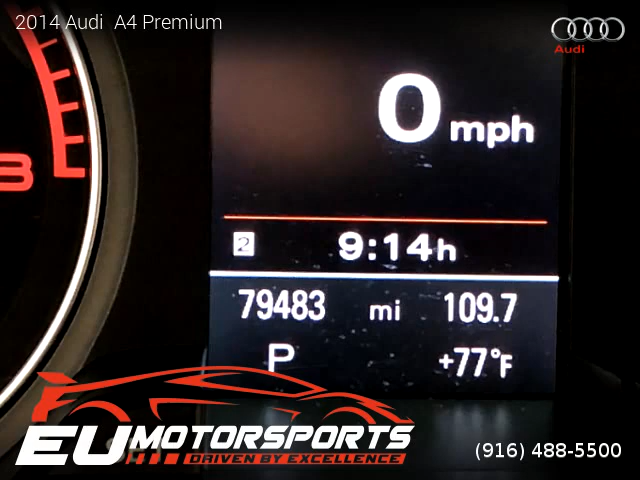 2014 Audi A4 Premium
Audi
0 mph
8
2 9:14h
79483 mi 109.7
P +77°F
EU MOTORSPORTS
DRIVEN BY EXCELLENCE
(916) 488-5500